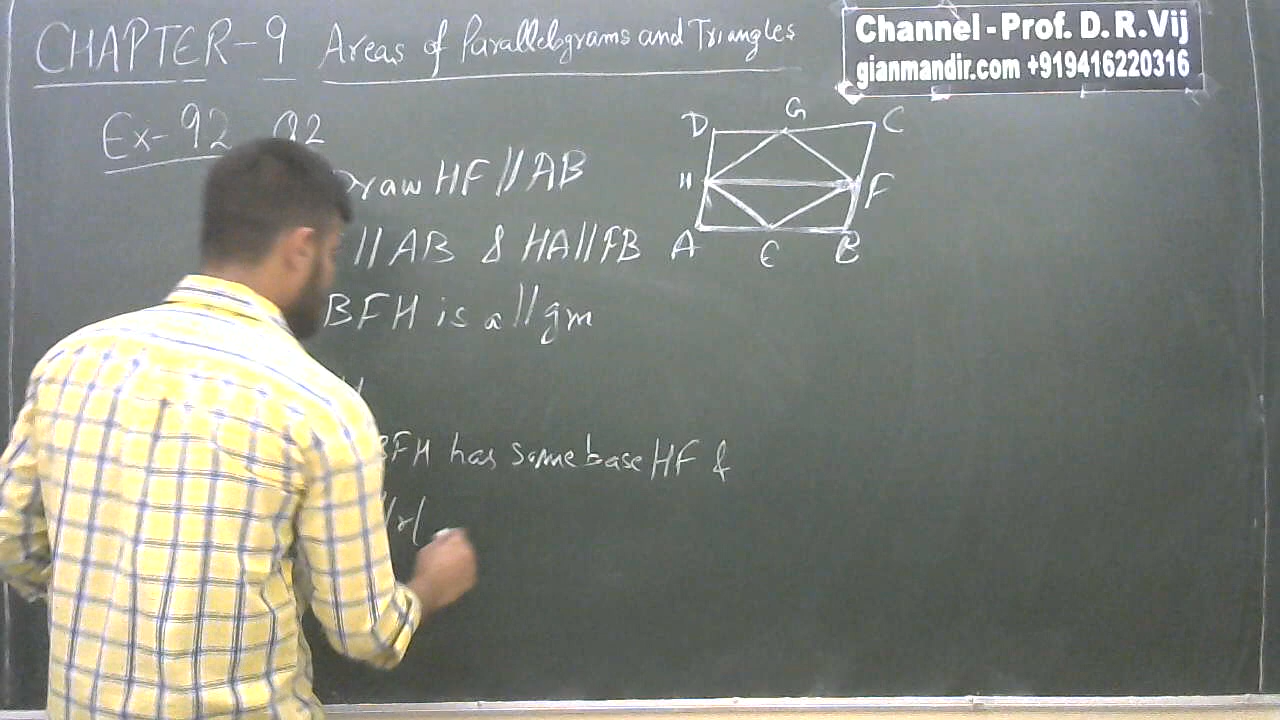 CHAPTER-9 Areas of Parallelograms and Triangles
Channel - Prof. D. R. Vij
gianmandir.com +919416220316
Ex-9.2 Q2
Draw HF // AB
// AB & HA // FB
BFH is a //gm
BFH has same base HF &
D G C
H F
A E B